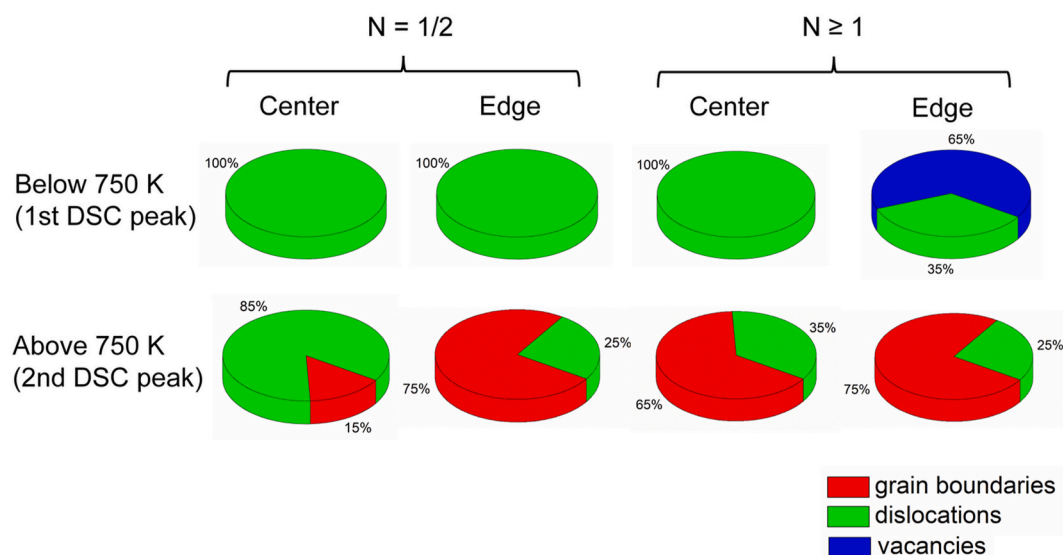 N = 1/2 N ≥ 1
Center Edge Center Edge
65%
100% 100% 100%
Below 750 K
(1st DSC peak)
35%
85%
Above 750 K
(2nd DSC peak)
25% 35% 25%
75% 65% 75%
15%
grain boundaries
dislocations
vacancies